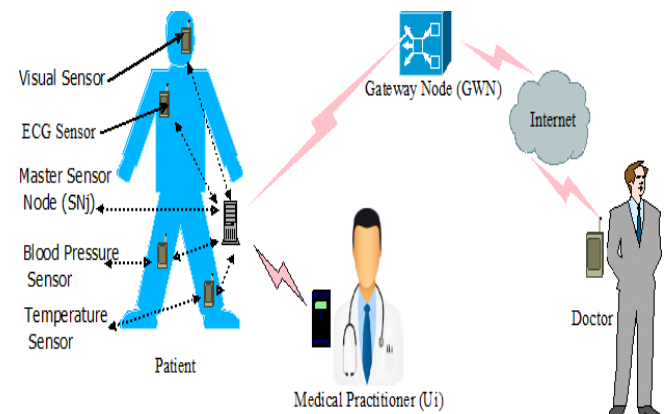 Visual Sensor
ECG Sensor
Master Sensor
Node (SNj)
Blood Pressure
Sensor
Temperature
Sensor
Patient
Gateway Node (GWN)
Internet
Doctor
Medical Practitioner (Ui)